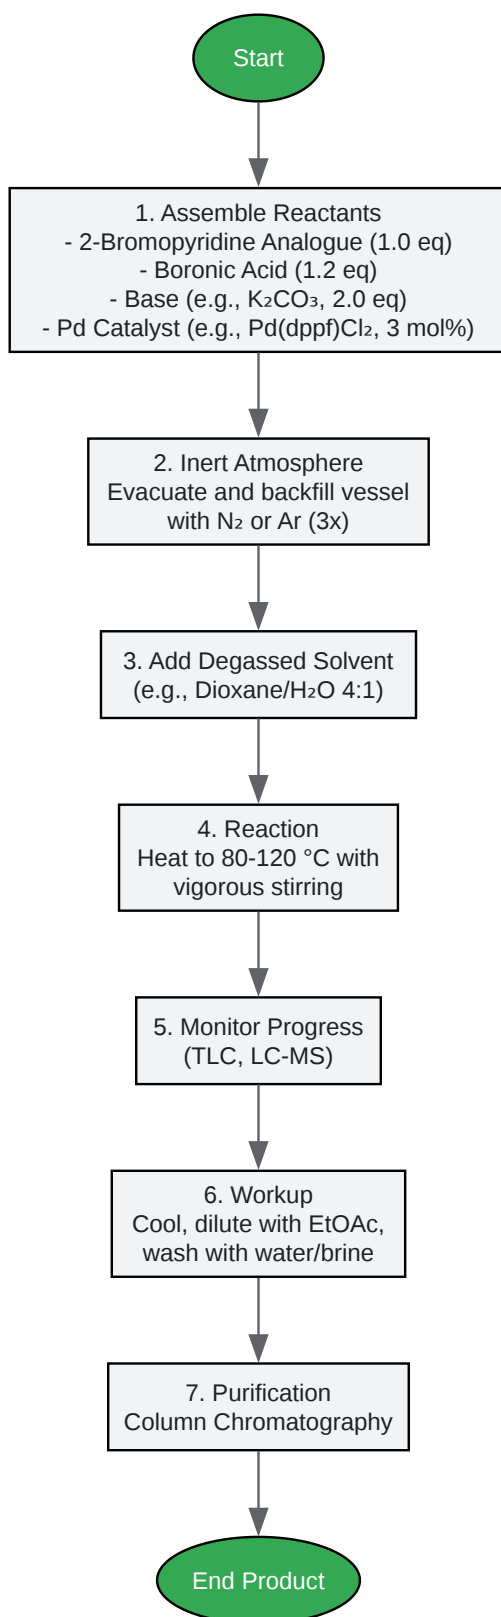 Start
1. Assemble Reactants
- 2-Bromopyridine Analogue (1.0 eq)
- Boronic Acid (1.2 eq)
- Base (e.g., K₂CO₃, 2.0 eq)
- Pd Catalyst (e.g., Pd(dppf)Cl₂, 3 mol%)
2. Inert Atmosphere
Evacuate and backfill vessel
with N₂ or Ar (3x)
3. Add Degassed Solvent
(e.g., Dioxane/H₂O 4:1)
4. Reaction
Heat to 80-120 °C with
vigorous stirring
5. Monitor Progress
(TLC, LC-MS)
6. Workup
Cool, dilute with EtOAc,
wash with water/brine
7. Purification
Column Chromatography
End Product